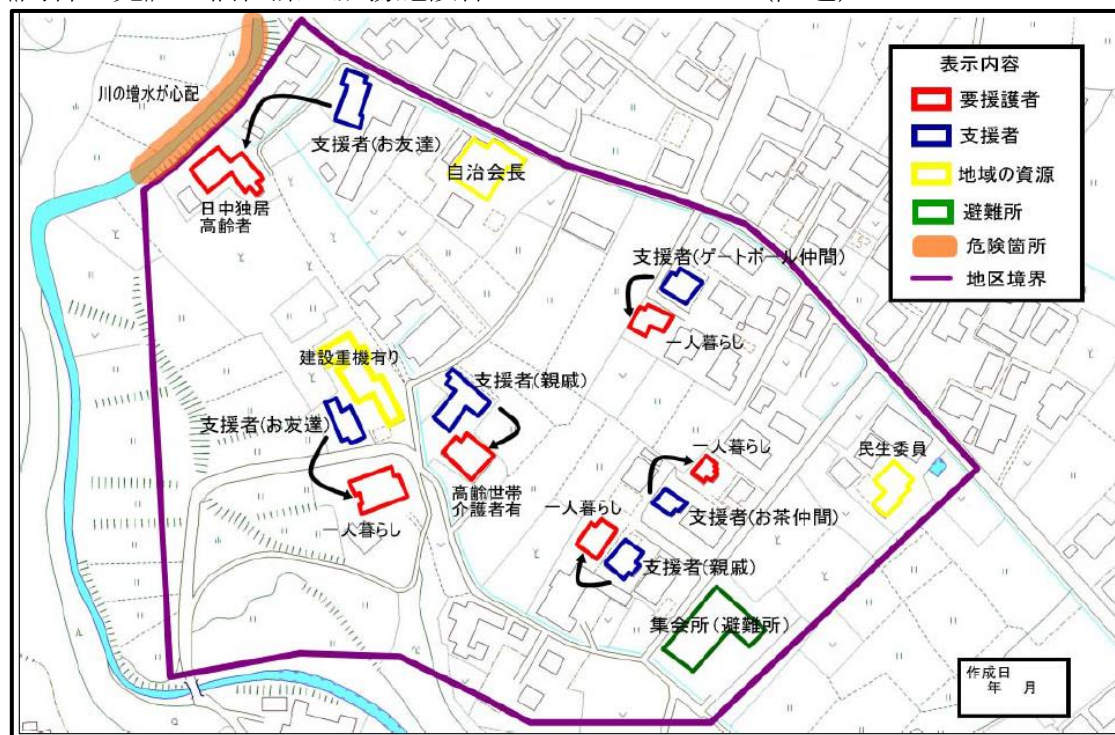 表示内容
要援護者
支援者
地域の資源
避難所
危険箇所
地区境界
川の増水が心配
支援者(お友達)
自治会長
日中独居
高齢者
支援者(ゲートボール仲間)
一人暮らし
建設重機有り
支援者(親戚)
支援者(お友達)
一人暮らし
民生委員
高齢世帯
介護者有
一人暮らし
一人暮らし
支援者(お茶仲間)
支援者(親戚)
集会所(避難所)
作成日
年 月